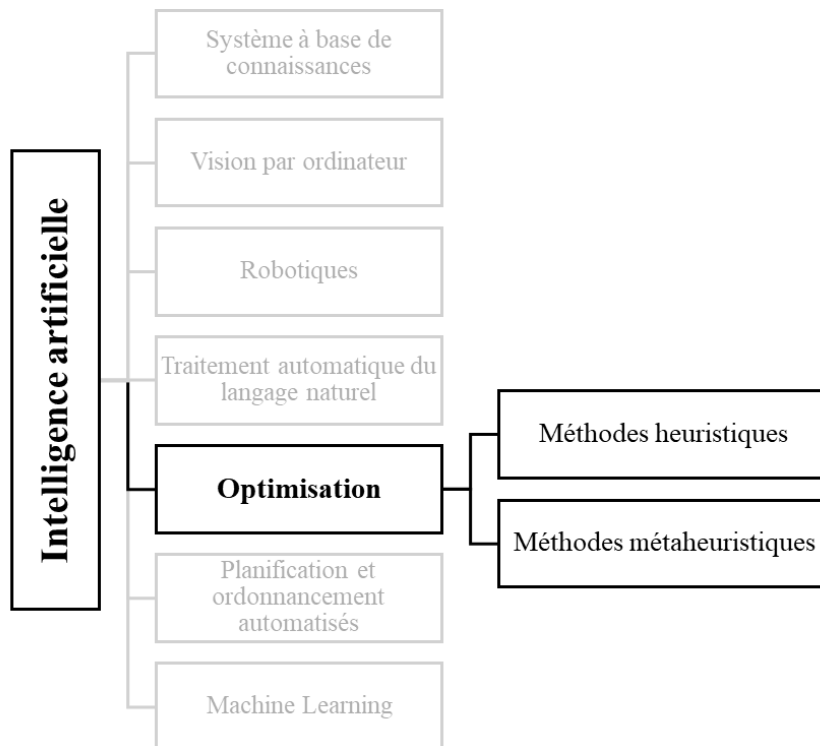 Intelligence artificielle
Système à base de
connaissances
Vision par ordinateur
Robotiques
Traitement automatique du
langage naturel
Optimisation
Planification et
ordonnancement
automatisés
Machine Learning
Méthodes heuristiques
Méthodes métaheuristiques